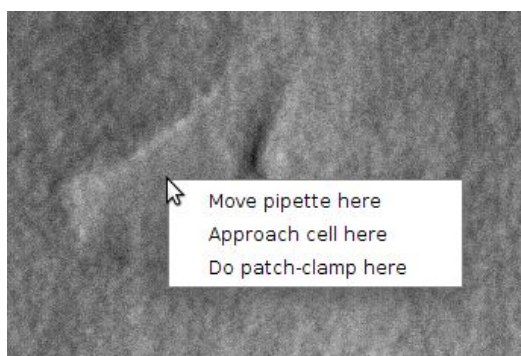 Move pipette here
Approach cell here
Do patch-clamp here